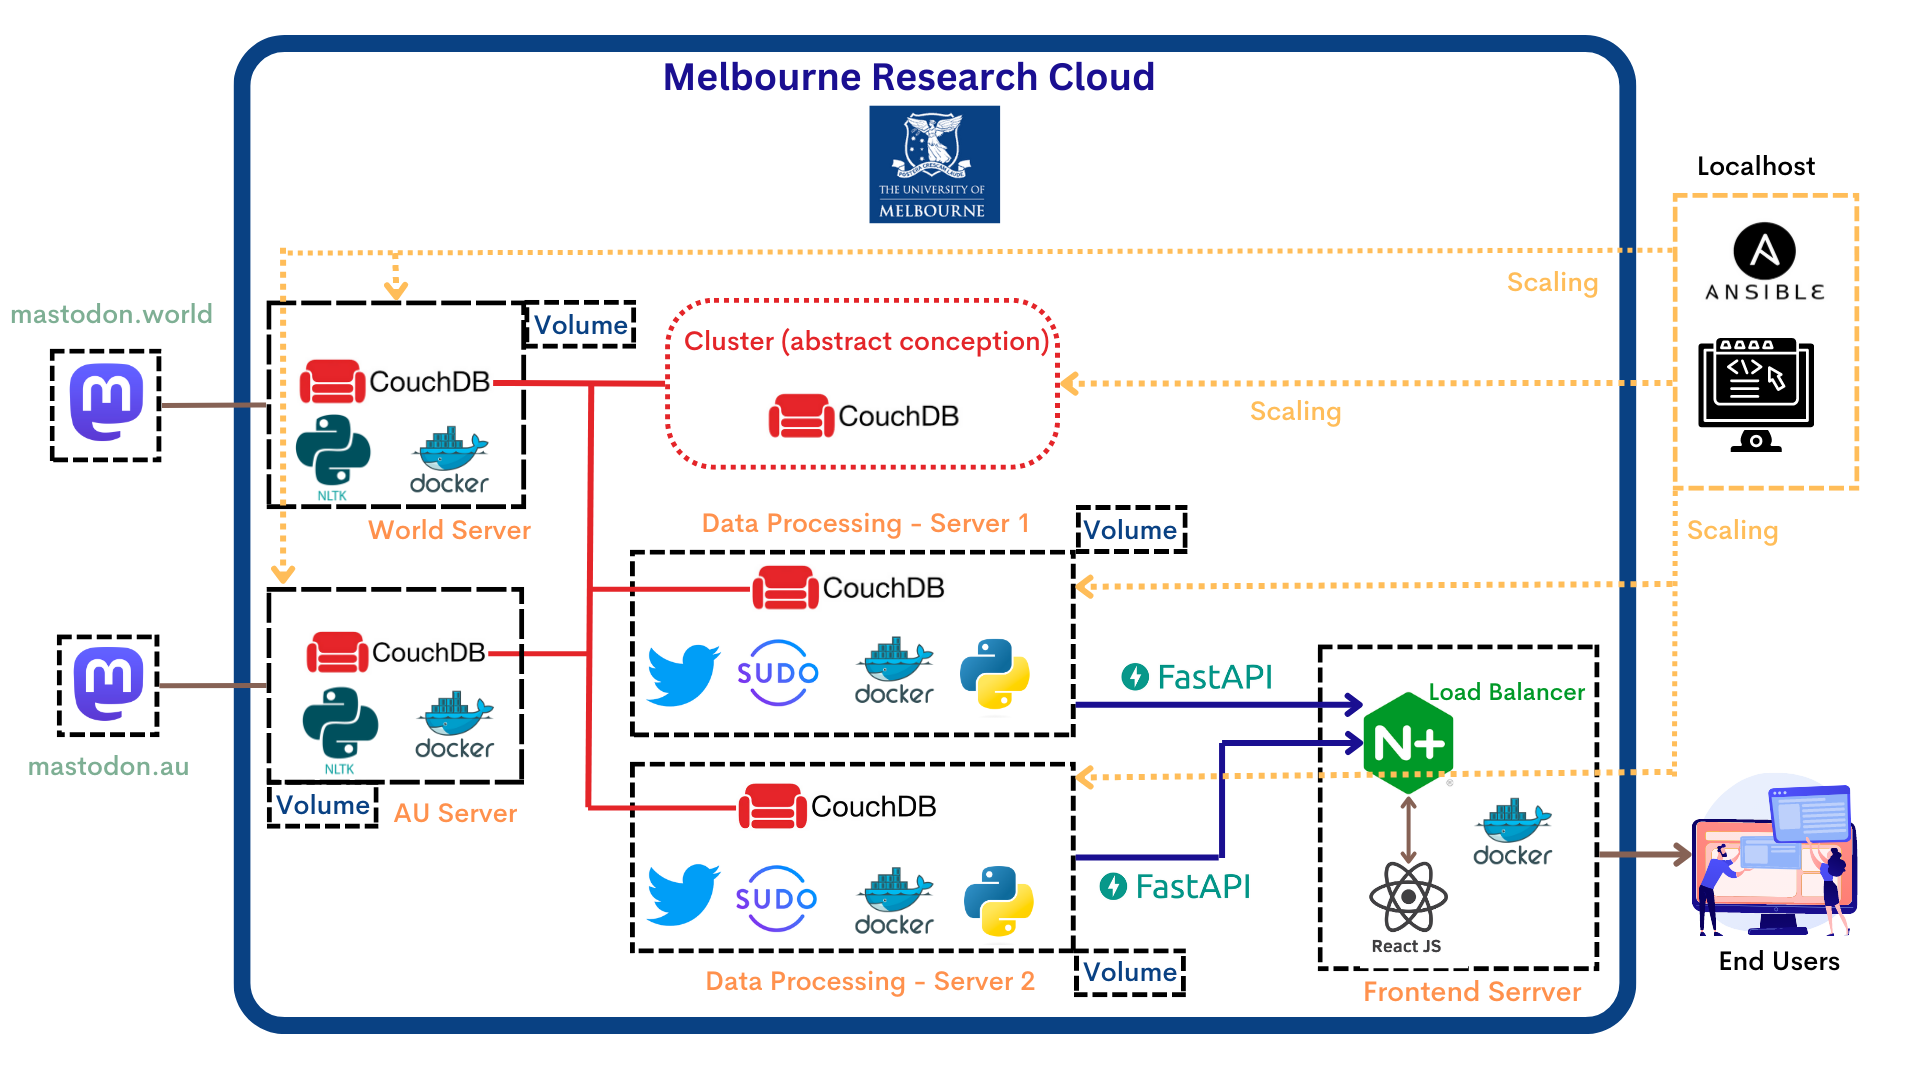 Melbourne Research Cloud
THE UNIVERSITY OF
MELBOURNE
Localhost
ANSIBLE
Scaling
mastodon.world
m
Volume
CouchDB
NLTK
docker
World Server
Cluster (abstract conception)
CouchDB
Scaling
Scaling
Data Processing - Server 1
Volume
CouchDB
SUDO
docker
FastAPI
m
mastodon.au
CouchDB
NLTK
docker
Volume
AU Server
CouchDB
SUDO
docker
FastAPI
Data Processing - Server 2
Volume
Load Balancer
N+
®
docker
React JS
Frontend Serrver
End Users